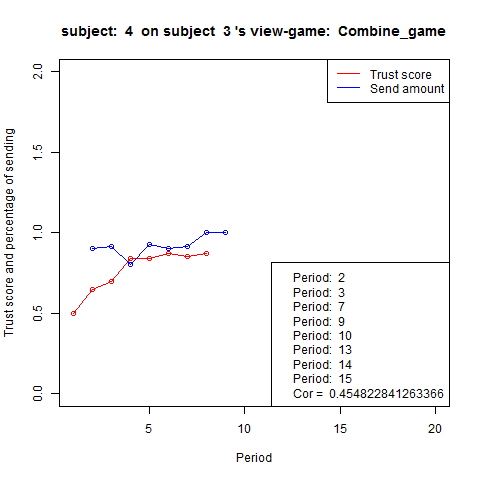 subject:  4  on subject  3 's view-game:  Combine_game
Trust score
Send amount
Trust score and percentage of sending
2.0
1.5
1.0
0.5
0.0
Period:  2
Period:  3
Period:  7
Period:  9
Period:  10
Period:  13
Period:  14
Period:  15
Cor =  0.454822841263366
5
10
15
20
Period